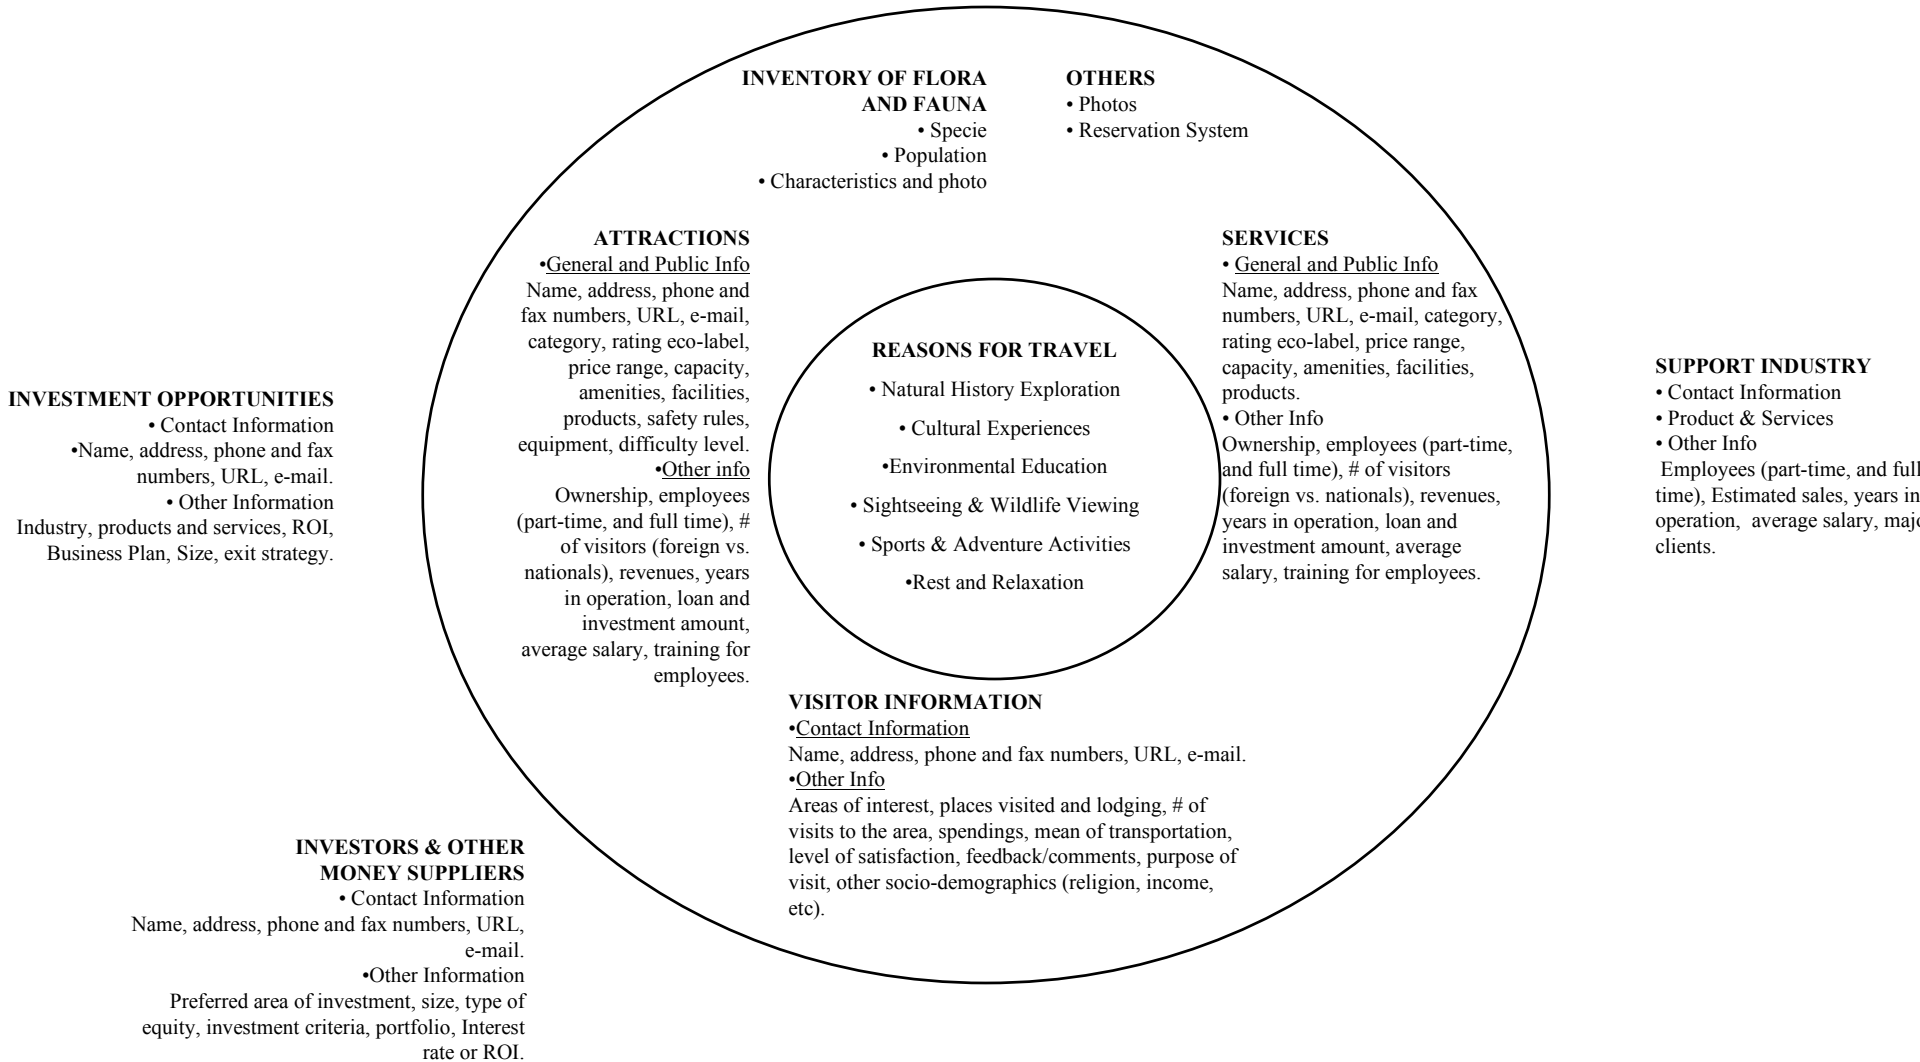 INVENTORY OF FLORA
AND FAUNA
• Specie
• Population
• Characteristics and photo
OTHERS
• Photos
• Reservation System
ATTRACTIONS
•General and Public Info
Name, address, phone and
fax numbers, URL, e-mail,
category, rating eco-label,
price range, capacity,
amenities, facilities,
products, safety rules,
equipment, difficulty level.
•Other info
Ownership, employees
(part-time, and full time), #
of visitors (foreign vs.
nationals), revenues, years
in operation, loan and
investment amount,
average salary, training for
employees.
SERVICES
• General and Public Info
Name, address, phone and fax
numbers, URL, e-mail, category,
rating eco-label, price range,
capacity, amenities, facilities,
products.
• Other Info
Ownership, employees (part-time,
and full time), # of visitors
(foreign vs. nationals), revenues,
years in operation, loan and
investment amount, average
salary, training for employees.
REASONS FOR TRAVEL
• Natural History Exploration
• Cultural Experiences
•Environmental Education
• Sightseeing & Wildlife Viewing
• Sports & Adventure Activities
•Rest and Relaxation
INVESTMENT OPPORTUNITIES
• Contact Information
•Name, address, phone and fax
numbers, URL, e-mail.
• Other Information
Industry, products and services, ROI,
Business Plan, Size, exit strategy.
SUPPORT INDUSTRY
• Contact Information
• Product & Services
• Other Info
Employees (part-time, and full
time), Estimated sales, years in
operation, average salary,
clients.
VISITOR INFORMATION
•Contact Information
Name, address, phone and fax numbers, URL, e-mail.
•Other Info
Areas of interest, places visited and lodging, # of
visits to the area, spendings, mean of transportation,
level of satisfaction, feedback/comments, purpose of
visit, other socio-demographics (religion, income,
etc).
INVESTORS & OTHER
MONEY SUPPLIERS
• Contact Information
Name, address, phone and fax numbers, URL,
e-mail.
•Other Information
Preferred area of investment, size, type of
equity, investment criteria, portfolio, Interest
rate or ROI.